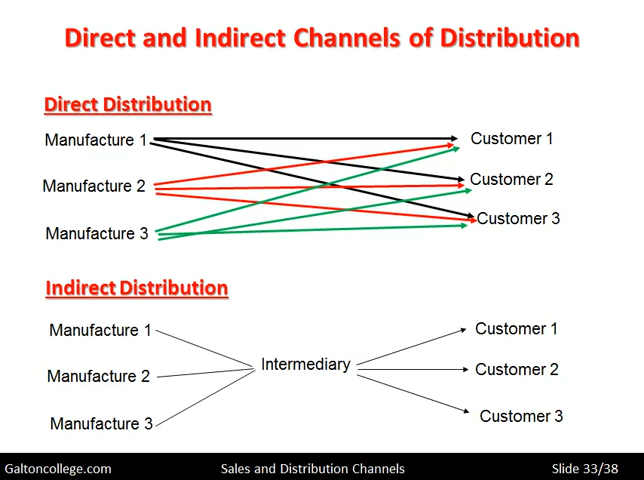 Direct and Indirect Channels of Distribution
Direct Distribution
Manufacture 1
Customer 1
Manufacture 2
Customer 2
Manufacture 3
Customer 3
Indirect Distribution
Manufacture 1
Customer 1
Intermediary
Manufacture 2
Customer 2
Manufacture 3
Customer 3
Galtoncollege.com
Sales and Distribution Channels
Slide 33/38